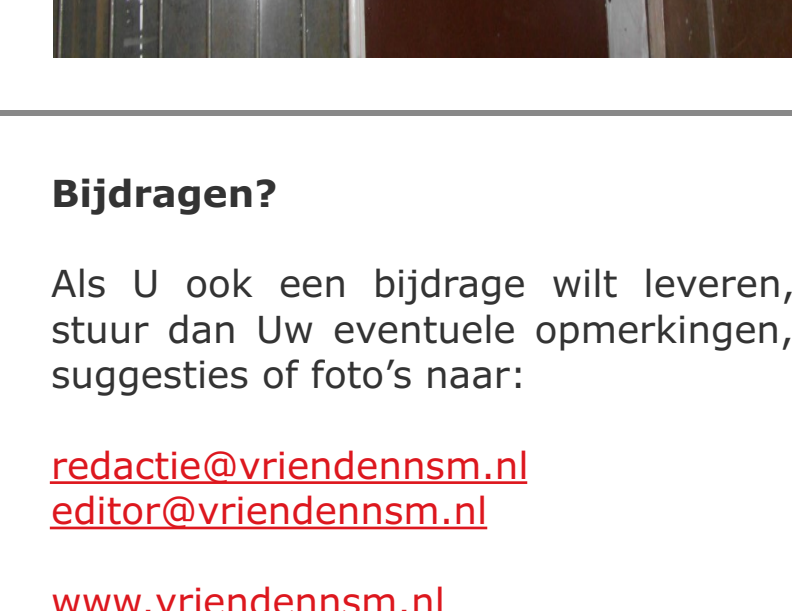 Bijdragen?
Als U ook een bijdrage wilt leveren,
stuur dan Uw eventuele opmerkingen,
suggesties of foto’s naar:
redactie@vriendennsm.nl
editor@vriendennsm.nl
www.vriendennsm.nl